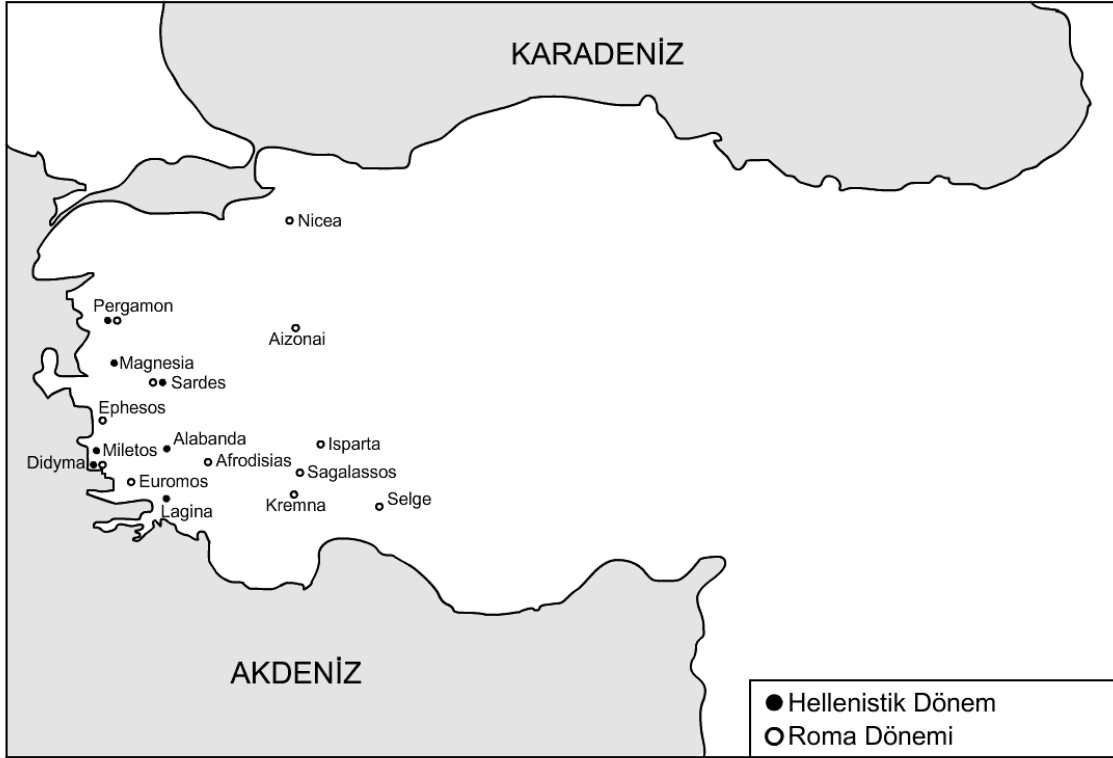 KARADENİZ
Nicea
Pergamon
Aizonai
Magnesia
Sardes
Ephesos
Alabanda
Miletos
Isparta
Didyma
Afrodisias
Sagalassos
Euromos
Kremna
Selge
Lagina
AKDENİZ
Hellenistik Dönem
Roma Dönemi